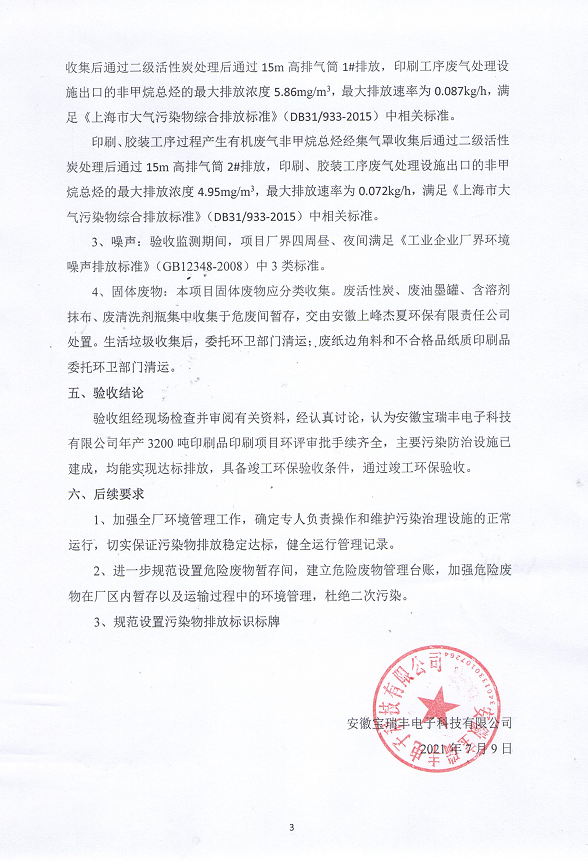 收集后通过二级活性炭处理后通过 15m 高排气筒 1#排放，印刷工序废气处理设
施出口的非甲烷总烃的最大排放浓度 5.86mg/m³，最大排放速率为 0.087kg/h，满
足《上海市大气污染物综合排放标准》（DB31/933-2015）中相关标准。
印刷、胶装工序过程产生有机废气非甲烷总烃经集气罩收集后通过二级活性
炭处理后通过 15m 高排气筒 2#排放，印刷、胶装工序废气处理设施出口的非甲
烷总烃的最大排放浓度 4.95mg/m³，最大排放速率为 0.072kg/h，满足《上海市大
气污染物综合排放标准》（DB31/933-2015）中相关标准。
3、噪声：验收监测期间，项目厂界四周昼、夜间满足《工业企业厂界环境
噪声排放标准》（GB12348-2008）中 3 类标准。
4、固体废物：本项目固体废物应分类收集。废活性炭、废油墨罐、含溶剂
抹布、废清洗剂瓶集中收集于危废间暂存，交由安徽上峰杰夏环保有限责任公司
处置。生活垃圾收集后，委托环卫部门清运；废纸边角料和不合格品纸质印刷品
委托环卫部门清运。
五、验收结论
验收组经现场检查并审阅有关资料，经认真讨论，认为安徽宝瑞丰电子科技
有限公司年产 3200 吨印刷品印刷项目环评审批手续齐全，主要污染防治设施已
建成，均能实现达标排放，具备竣工环保验收条件，通过竣工环保验收。
六、后续要求
1、加强全厂环境管理工作，确定专人负责操作和维护污染治理设施的正常
运行，切实保证污染物排放稳定达标，健全运行管理记录。
2、进一步规范设置危险废物暂存间，建立危险废物管理台账，加强危险废
物在厂区内暂存以及运输过程中的环境管理，杜绝二次污染。
3、规范设置污染物排放标识标牌
安徽宝瑞丰电子科技有限公司
2021 年 7 月 9 日
安徽宝瑞丰电子科技有限公司
3